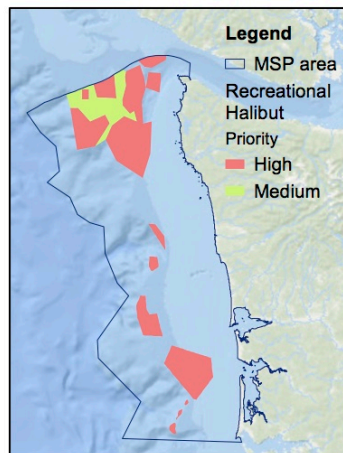 Legend
MSP area
Recreational
Halibut
Priority
High
Medium